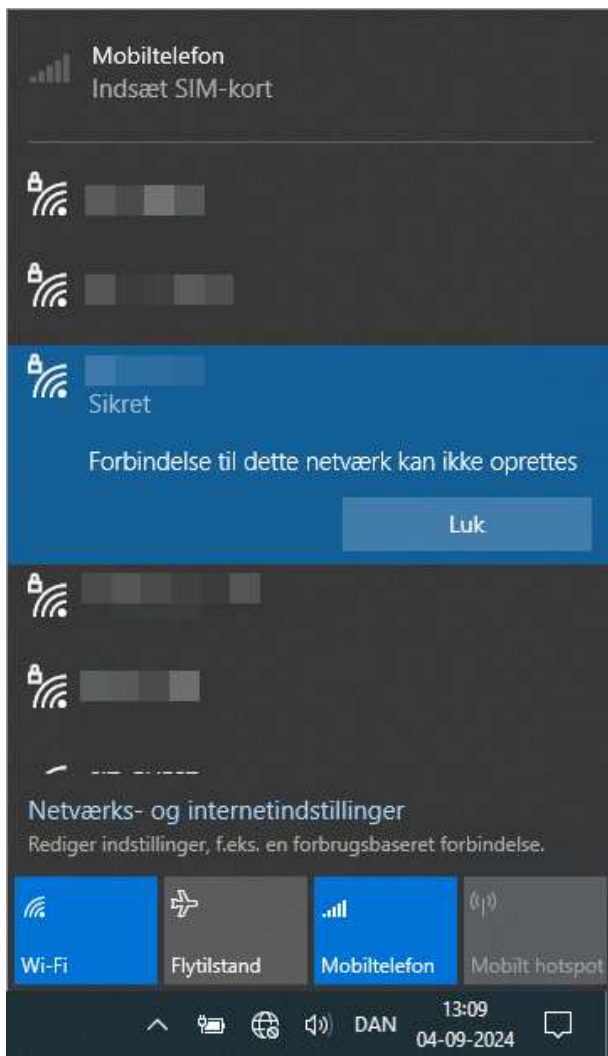 Mobiltelefon
Indsæt SIM-kort
Sikret
Forbindelse til dette netværk kan ikke oprettes
Luk
Netværks- og internetindstillinger
Rediger indstillinger, f.eks. en forbrugsbaseret forbindelse.
Wi-Fi
Flytilstand
Mobiltelefon
Mobilt hotspot
DAN
13:09
04-09-2024